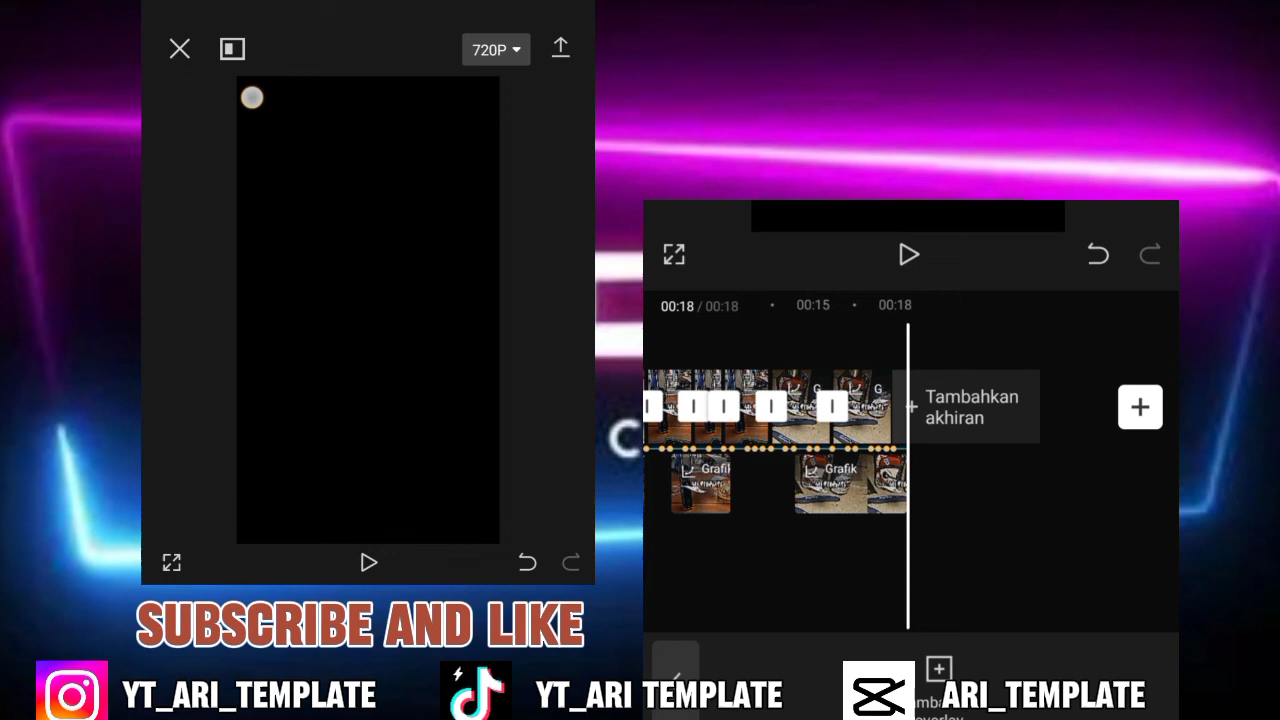 720P
00:18 / 00:18
00:15
00:18
G
G
Tambahkan
akhiran
Grafik
Grafik
SUBSCRIBE AND LIKE
YT_ARI_TEMPLATE
YT_ARI TEMPLATE
ARI_TEMPLATE